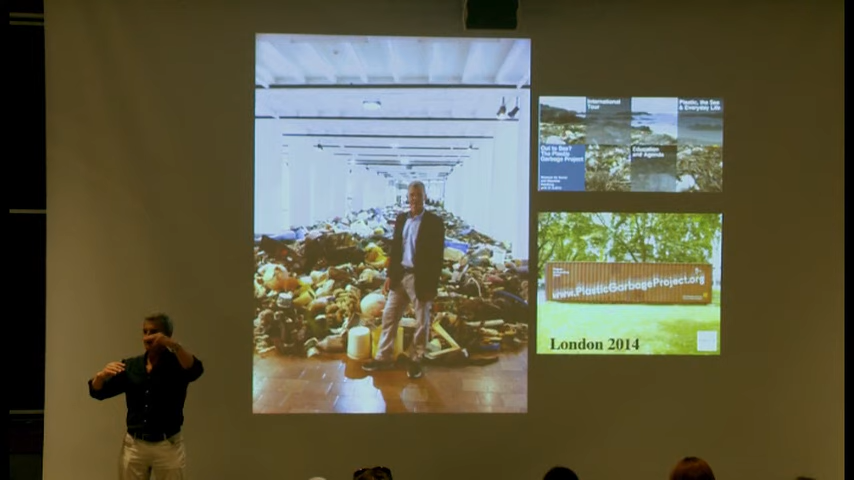 International
Tour
Plastic, the Sea
& Everyday Life
Out to Sea?
The Plastic
Garbage Project
Education
and Agenda
www.PlasticGarbageProject.org
London 2014